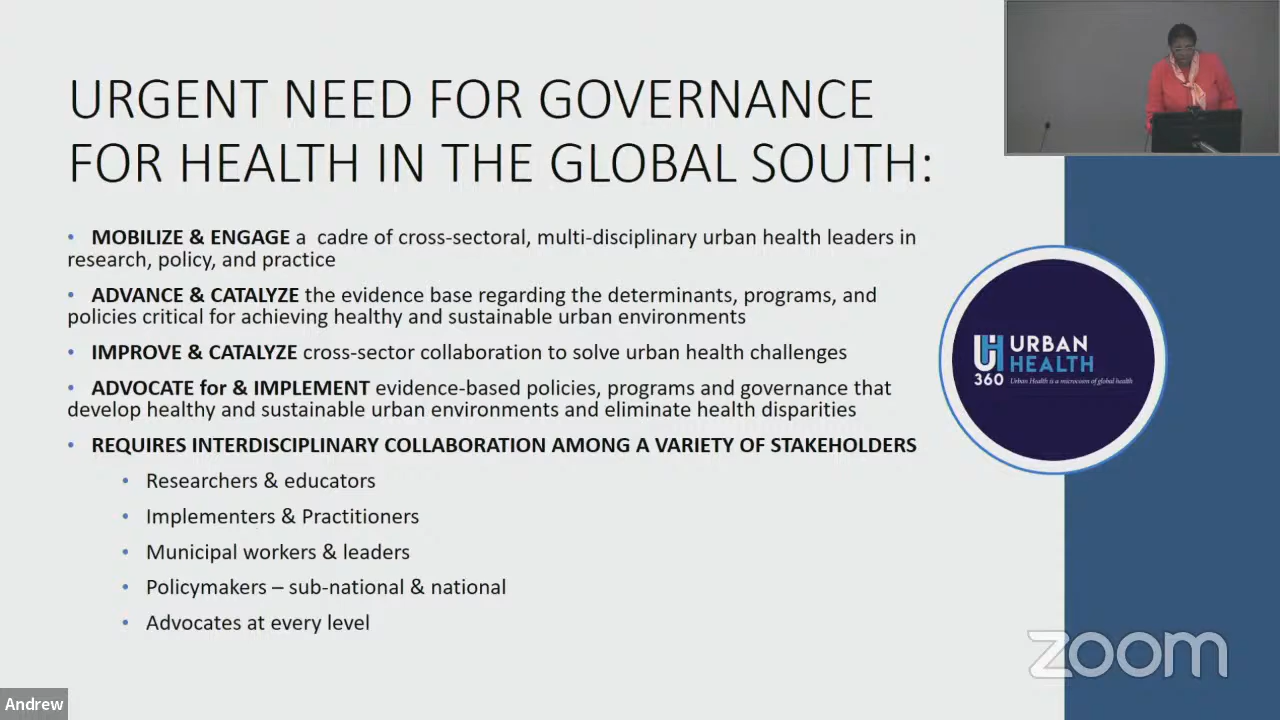 URGENT NEED FOR GOVERNANCE
FOR HEALTH IN THE GLOBAL SOUTH:
• MOBILIZE & ENGAGE a cadre of cross-sectoral, multi-disciplinary urban health leaders in
research, policy, and practice
• ADVANCE & CATALYZE the evidence base regarding the determinants, programs, and
policies critical for achieving healthy and sustainable urban environments
• IMPROVE & CATALYZE cross-sector collaboration to solve urban health challenges
• ADVOCATE for & IMPLEMENT evidence-based policies, programs and governance that
develop healthy and sustainable urban environments and eliminate health disparities
• REQUIRES INTERDISCIPLINARY COLLABORATION AMONG A VARIETY OF STAKEHOLDERS
• Researchers & educators
• Implementers & Practitioners
• Municipal workers & leaders
• Policymakers – sub-national & national
• Advocates at every level
UH URBAN
HEALTH
360 Urban Health is a microcosm of global health
zoom
Andrew